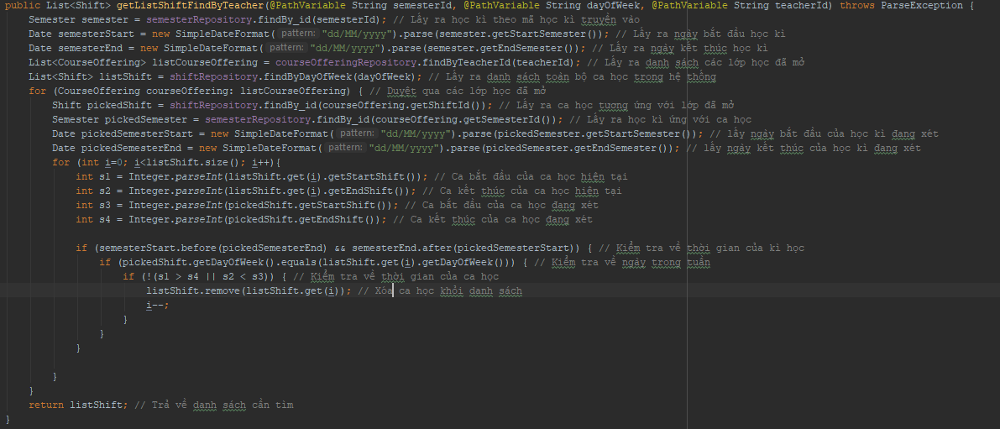 public List<Shift> getListShiftFindByTeacher(@PathVariable String semesterId, @PathVariable String dayOfWeek, @PathVariable String teacherId) throws ParseException {
Semester semester = semesterRepository.findBy_id(semesterId); // Lấy ra học kì theo mã học kì truyền vào
Date semesterStart = new SimpleDateFormat( pattern: "dd/MM/yyyy").parse(semester.getStartSemester()); // Lấy ra ngày bắt đầu học kì
Date semesterEnd = new SimpleDateFormat( pattern: "dd/MM/yyyy").parse(semester.getEndSemester()); // Lấy ra ngày kết thúc học kì
List<CourseOffering> listCourseOffering = courseOfferingRepository.findByTeacherId(teacherId); // Lấy ra danh sách các lớp học đã mở
List<Shift> listShift = shiftRepository.findByDayOfWeek(dayOfWeek); // Lấy ra danh sách toàn bộ ca học trong hệ thống
for (CourseOffering courseOffering: listCourseOffering) { // Duyệt qua các lớp học đã mở
Shift pickedShift = shiftRepository.findBy_id(courseOffering.getShiftId()); // Lấy ra ca học tương ứng với lớp đã mở
Semester pickedSemester = semesterRepository.findBy_id(courseOffering.getSemesterId()); // Lấy ra học kì ứng với ca học
Date pickedSemesterStart = new SimpleDateFormat( pattern: "dd/MM/yyyy").parse(pickedSemester.getStartSemester()); // lấy ngày bắt đầu của học kì đang xét
Date pickedSemesterEnd = new SimpleDateFormat( pattern: "dd/MM/yyyy").parse(pickedSemester.getEndSemester()); // lấy ngày kết thúc của học kì đang xét
for (int i=0; i<listShift.size(); i++){
int s1 = Integer.parseInt(listShift.get(i).getStartShift()); // Ca bắt đầu của ca học hiện tại
int s2 = Integer.parseInt(listShift.get(i).getEndShift()); // Ca kết thúc của ca học hiện tại
int s3 = Integer.parseInt(pickedShift.getStartShift()); // Ca bắt đầu của ca học đang xét
int s4 = Integer.parseInt(pickedShift.getEndShift()); // Ca kết thúc của ca học đang xét
if (semesterStart.before(pickedSemesterEnd) && semesterEnd.after(pickedSemesterStart)) { // Kiểm tra về thời gian của kì học
if (pickedShift.getDayOfWeek().equals(listShift.get(i).getDayOfWeek())) { // Kiểm tra về ngày trong tuần
if (!(s1 > s4 || s2 < s3)) { // Kiểm tra về thời gian của ca học
listShift.remove(listShift.get(i)); // Xóa ca học khỏi danh sách
i--;
}
}
}
}
}
return listShift; // Trả về danh sách cần tìm
}